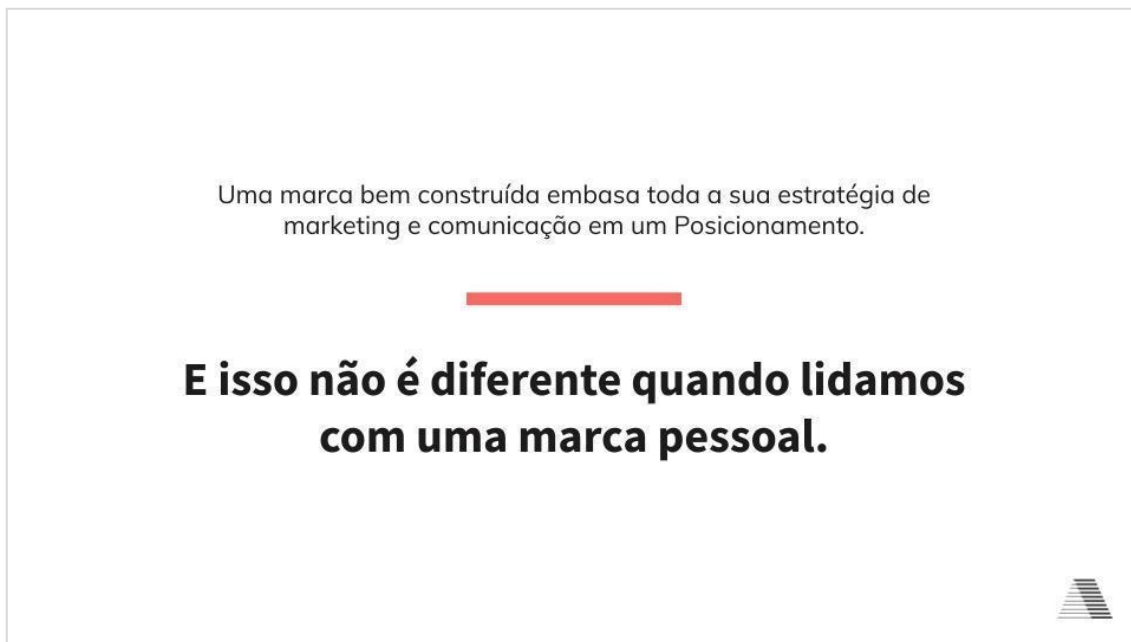 Uma marca bem construída embasa toda a sua estratégia de
marketing e comunicação em um Posicionamento.
E isso não é diferente quando lidamos
com uma marca pessoal.